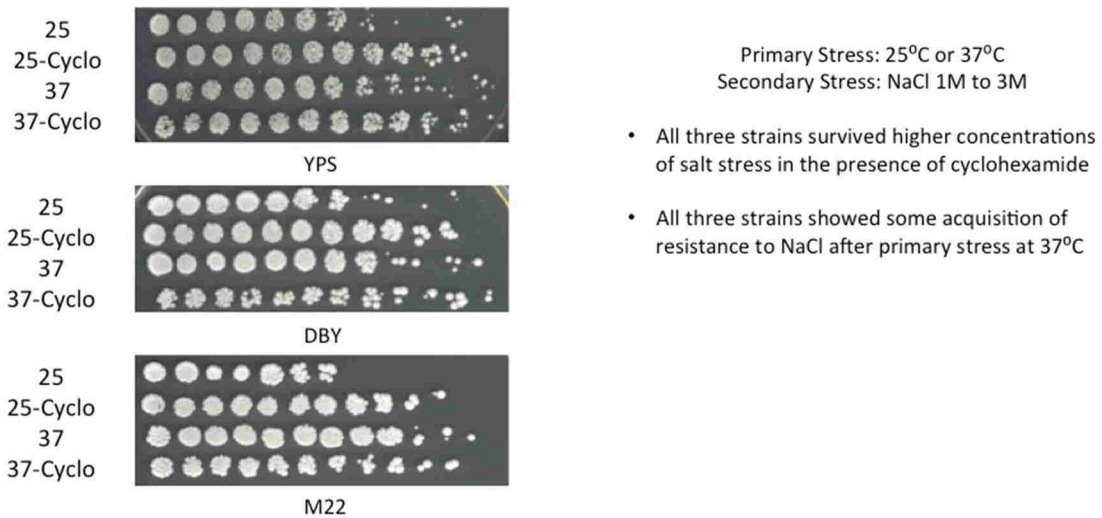 25
25-Cyclo
37
37-Cyclo
YPS
25
25-Cyclo
37
37-Cyclo
DBY
25
25-Cyclo
37
37-Cyclo
M22
Primary Stress: 25⁰C or 37⁰C
Secondary Stress: NaCl 1M to 3M
• All three strains survived higher concentrations
of salt stress in the presence of cyclohexamide
• All three strains showed some acquisition of
resistance to NaCl after primary stress at 37⁰C